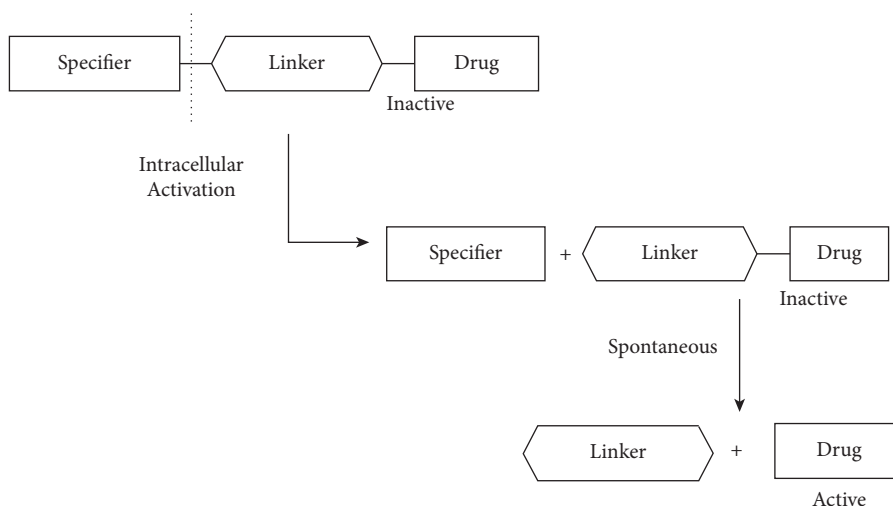 Specifier
Linker
Drug
Inactive
Intracellular
Activation
Specifier
+
Linker
Drug
Inactive
Spontaneous
Linker
+
Drug
Active